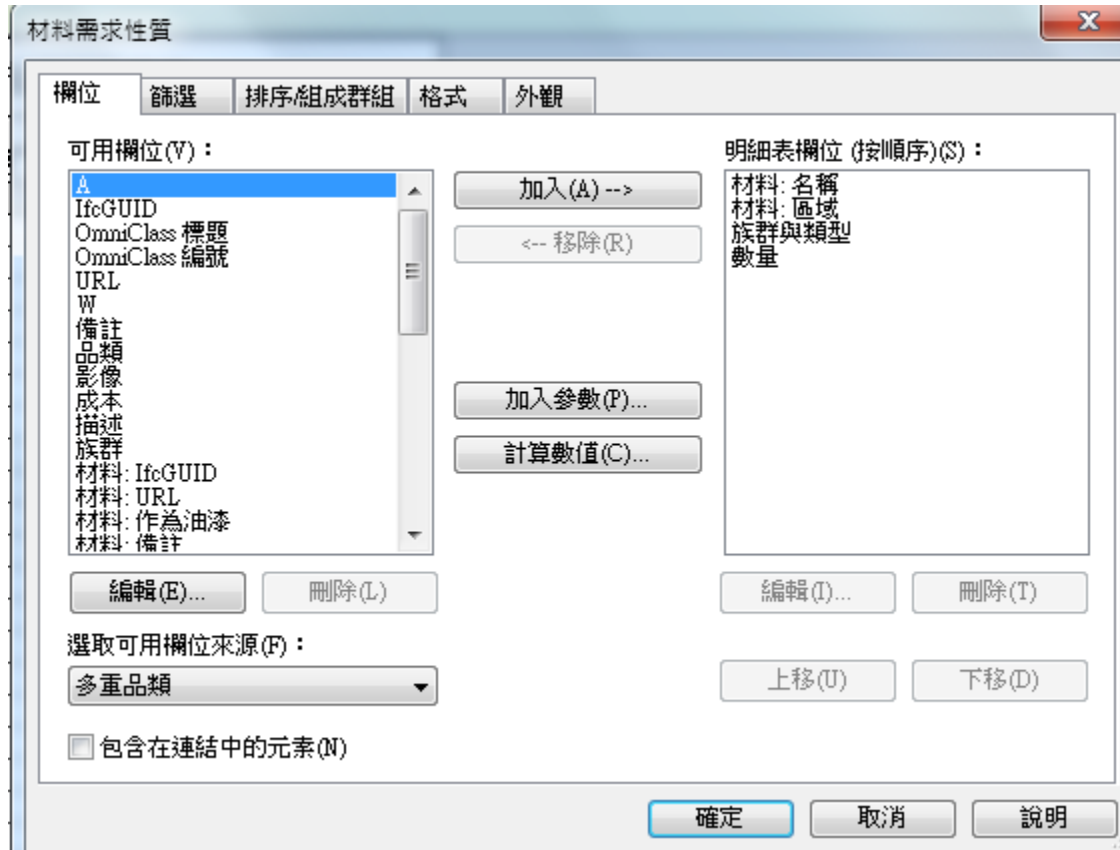 材料需求性質
欄位 篩選 排序/組成群組 格式 外觀
可用欄位(V)：
A
IfcGUID
OmniClass 標題
OmniClass 編號
URL
W
備註
品類
影像
成本
描述
族群
材料: IfcGUID
材料: URL
材料: 作為油漆
材料: 備註
編輯(E)...
刪除(L)
選取可用欄位來源(F)：
多重品類
包含在連結中的元素(N)
加入(A) -->
<-- 移除(R)
加入參數(P)...
計算數值(C)...
明細表欄位 (按順序)(S)：
材料: 名稱
材料: 區域
族群與類型
數量
編輯(I)...
刪除(T)
上移(U)
下移(D)
確定
取消
說明